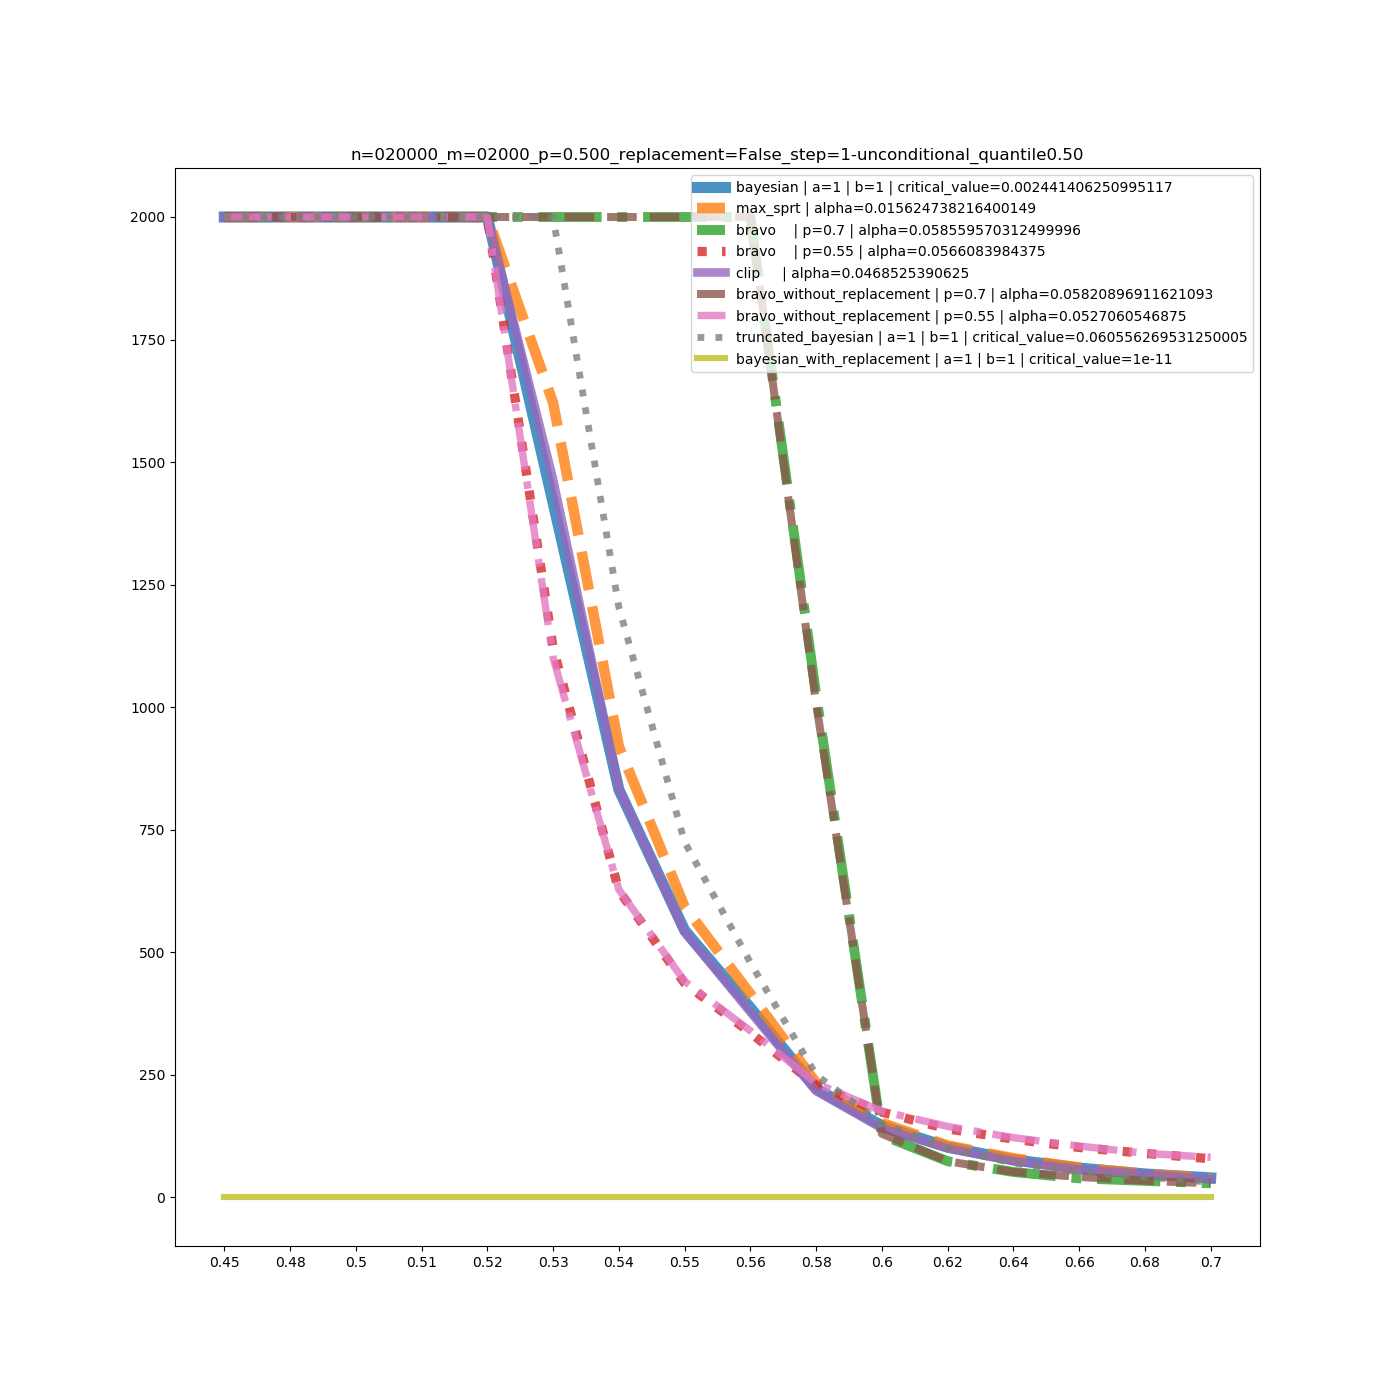 n=020000_m=02000_p=0.500_replacement=False_step=1-unconditional_quantile0.50
bayesian | a=1 | b=1 | critical_value=0.002441406250995117
max_sprt | alpha=0.015624738216400149
bravo | p=0.7 | alpha=0.058559570312499996
bravo | p=0.55 | alpha=0.0566083984375
clip | alpha=0.0468525390625
bravo_without_replacement | p=0.7 | alpha=0.05820896911621093
bravo_without_replacement | p=0.55 | alpha=0.0527060546875
truncated_bayesian | a=1 | b=1 | critical_value=0.060556269531250005
bayesian_with_replacement | a=1 | b=1 | critical_value=1e-11
2000
1750
1500
1250
1000
750
500
250
0
0.45 0.48 0.5 0.51 0.52 0.53 0.54 0.55 0.56 0.58 0.6 0.62 0.64 0.66 0.68 0.7